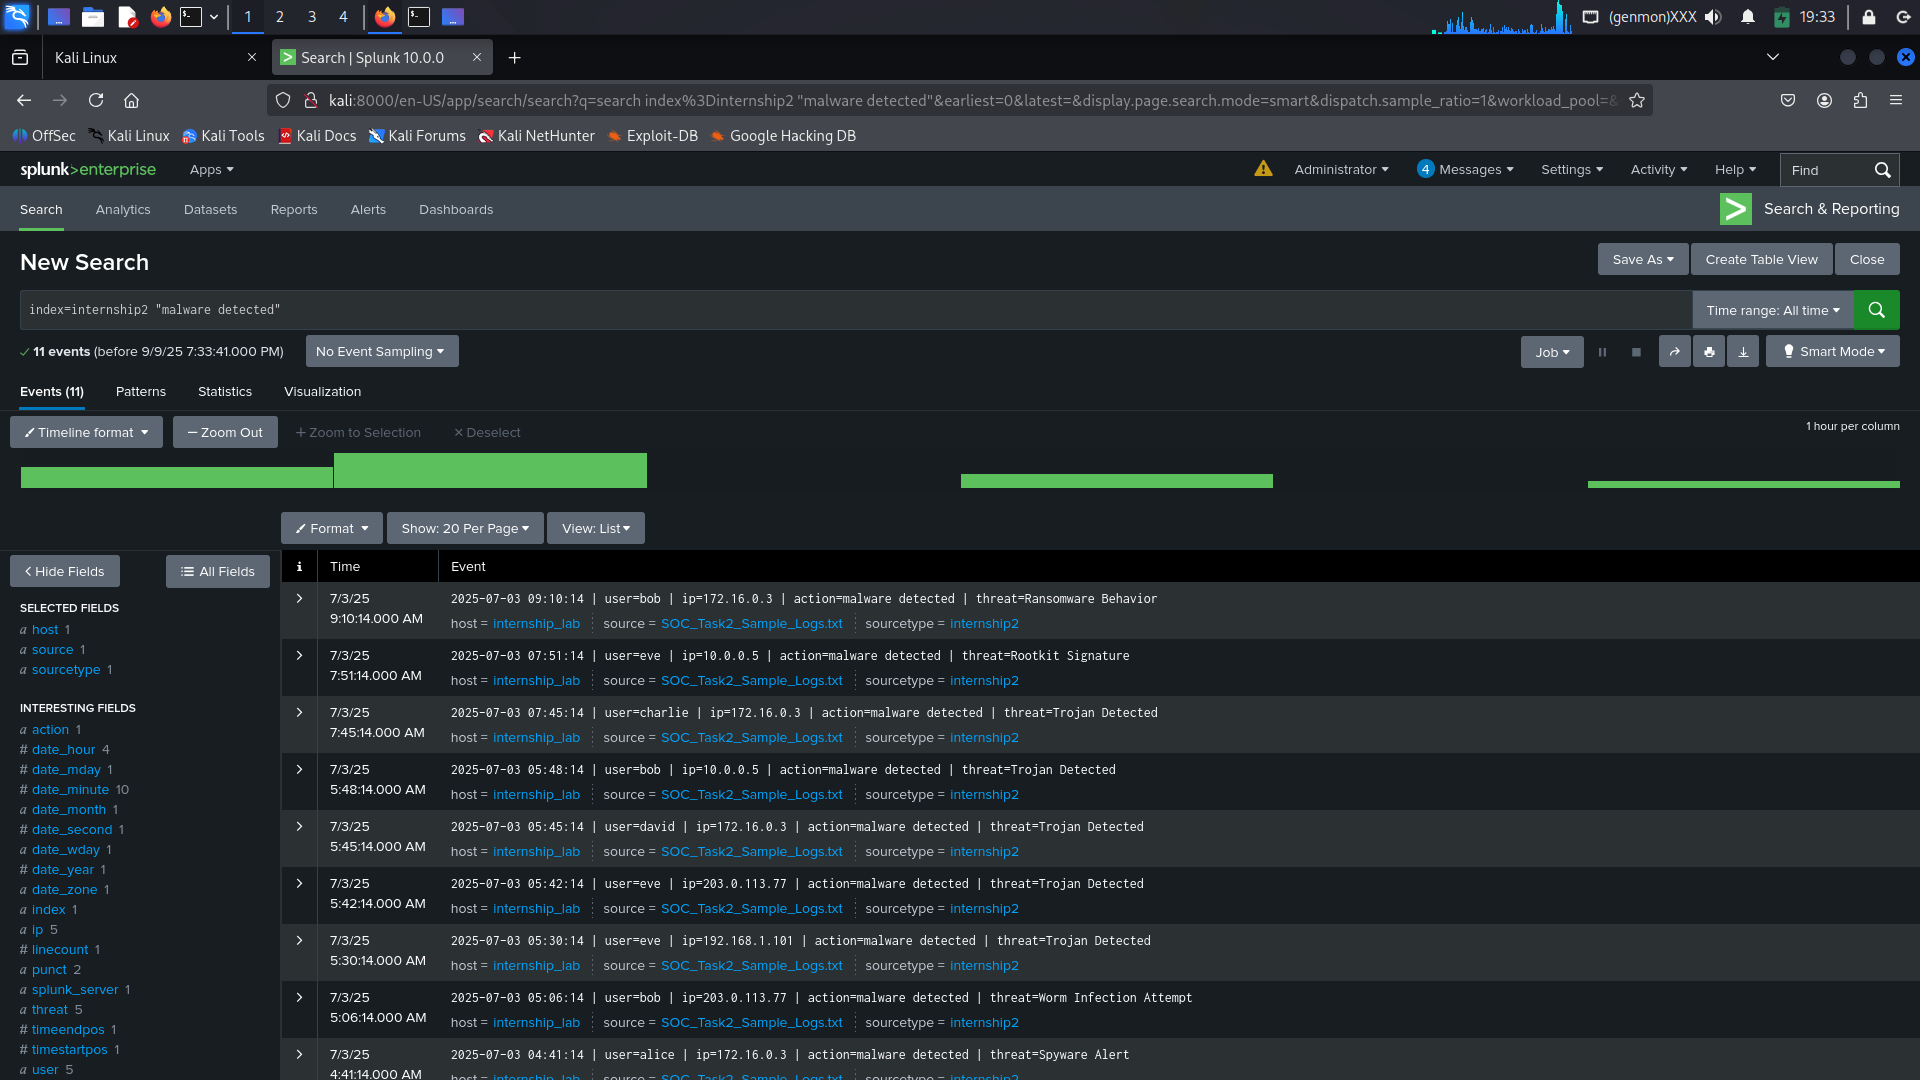 1 2 3 4 (genmon)XXX 19:33
Kali Linux Search | Splunk 10.0.0
kali:8000/en-US/app/search/search?q=search index%3Dinternship2 "malware detected"&earliest=0&latest=&display.page.search.mode=smart&dispatch.sample_ratio=1&workload_pool=&
OffSec Kali Linux Kali Tools Kali Docs Kali Forums Kali NetHunter Exploit-DB Google Hacking DB
splunk>enterprise Apps Administrator 4 Messages Settings Activity Help Find
Search Analytics Datasets Reports Alerts Dashboards Search & Reporting
New Search Save As Create Table View Close
index=internship2 "malware detected" Time range: All time
11 events (before 9/9/25 7:33:41.000 PM) No Event Sampling Job Smart Mode
Events (11) Patterns Statistics Visualization
Timeline format — Zoom Out + Zoom to Selection × Deselect 1 hour per column
Format Show: 20 Per Page View: List
< Hide Fields All Fields
SELECTED FIELDS
a host 1
a source 1
a sourcetype 1
INTERESTING FIELDS
a action 1
# date_hour 4
# date_mday 1
# date_minute 10
a date_month 1
# date_second 1
a date_wday 1
# date_year 1
a date_zone 1
a index 1
a ip 5
# linecount 1
a punct 2
a splunk_server 1
a threat 5
# timeendpos 1
# timestartpos 1
a user 5
i Time Event
7/3/25 2025-07-03 09:10:14 | user=bob | ip=172.16.0.3 | action=malware detected | threat=Ransomware Behavior
9:10:14.000 AM host = internship_lab source = SOC_Task2_Sample_Logs.txt sourcetype = internship2
7/3/25 2025-07-03 07:51:14 | user=eve | ip=10.0.0.5 | action=malware detected | threat=Rootkit Signature
7:51:14.000 AM host = internship_lab source = SOC_Task2_Sample_Logs.txt sourcetype = internship2
7/3/25 2025-07-03 07:45:14 | user=charlie | ip=172.16.0.3 | action=malware detected | threat=Trojan Detected
7:45:14.000 AM host = internship_lab source = SOC_Task2_Sample_Logs.txt sourcetype = internship2
7/3/25 2025-07-03 05:48:14 | user=bob | ip=10.0.0.5 | action=malware detected | threat=Trojan Detected
5:48:14.000 AM host = internship_lab source = SOC_Task2_Sample_Logs.txt sourcetype = internship2
7/3/25 2025-07-03 05:45:14 | user=david | ip=172.16.0.3 | action=malware detected | threat=Trojan Detected
5:45:14.000 AM host = internship_lab source = SOC_Task2_Sample_Logs.txt sourcetype = internship2
7/3/25 2025-07-03 05:42:14 | user=eve | ip=203.0.113.77 | action=malware detected | threat=Trojan Detected
5:42:14.000 AM host = internship_lab source = SOC_Task2_Sample_Logs.txt sourcetype = internship2
7/3/25 2025-07-03 05:30:14 | user=eve | ip=192.168.1.101 | action=malware detected | threat=Trojan Detected
5:30:14.000 AM host = internship_lab source = SOC_Task2_Sample_Logs.txt sourcetype = internship2
7/3/25 2025-07-03 05:06:14 | user=bob | ip=203.0.113.77 | action=malware detected | threat=Worm Infection Attempt
5:06:14.000 AM host = internship_lab source = SOC_Task2_Sample_Logs.txt sourcetype = internship2
7/3/25 2025-07-03 04:41:14 | user=alice | ip=172.16.0.3 | action=malware detected | threat=Spyware Alert
4:41:14.000 AM host = internship_lab source = SOC_Task2_Sample_Logs.txt sourcetype = internship2